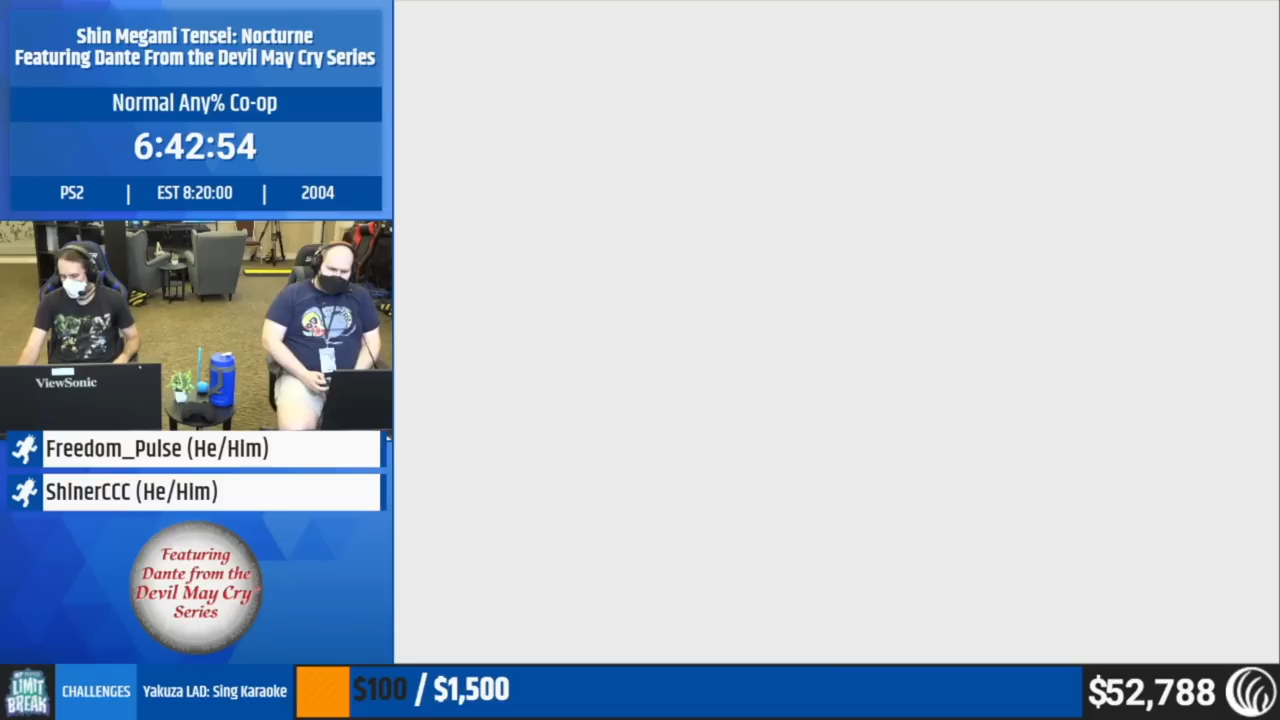 Shin Megami Tensei: Nocturne
Featuring Dante From the Devil May Cry Series
Normal Any% Co-op
6:42:54
PS2 | EST 8:20:00 | 2004
ViewSonic
Freedom_Pulse (He/Him)
ShinerCCC (He/Him)
Featuring
Dante from the
Devil May Cry
Series
LIMIT
BREAK
CHALLENGES
Yakuza LAD: Sing Karaoke
$100 / $1,500
$52,788